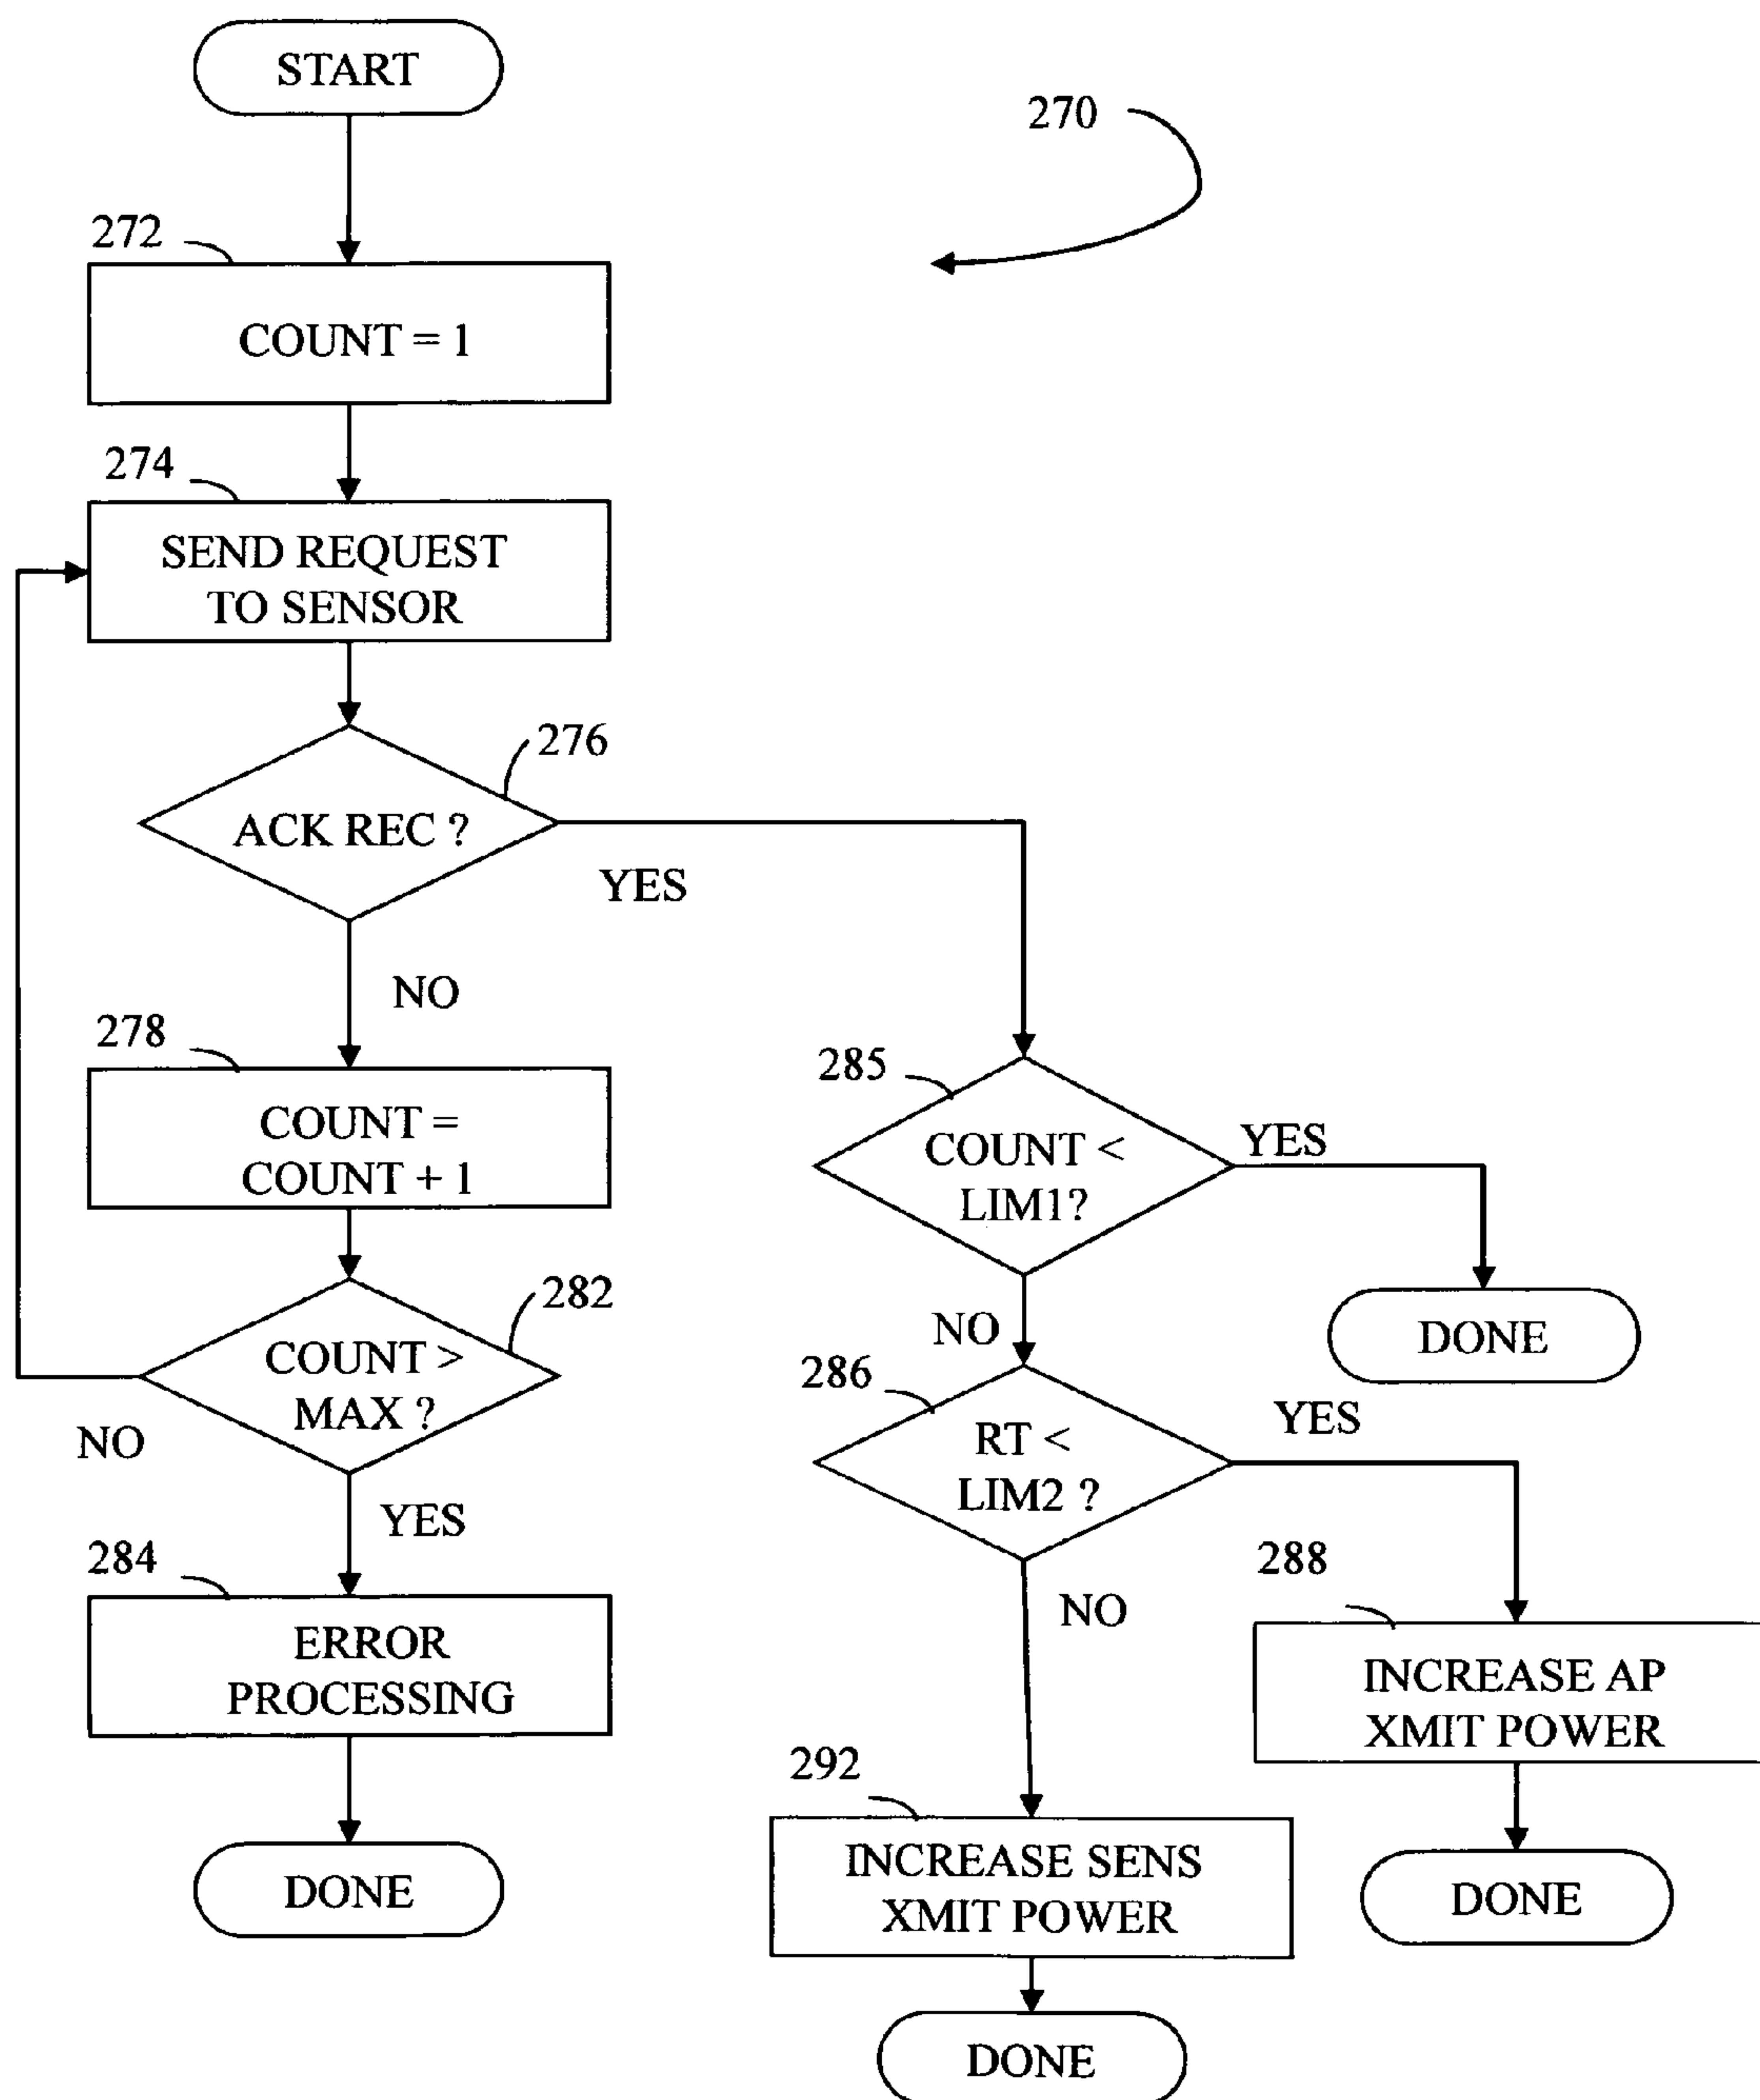 START
270
272
COUNT = 1
274
SEND REQUEST
TO SENSOR
276
ACK REC ?
YES
NO
278
COUNT =
COUNT + 1
282
COUNT >
MAX ?
NO
YES
284
ERROR
PROCESSING
DONE
285
COUNT <
LIM1?
YES
DONE
NO
286
RT <
LIM2 ?
YES
288
INCREASE AP
XMIT POWER
DONE
NO
292
INCREASE SENS
XMIT POWER
DONE